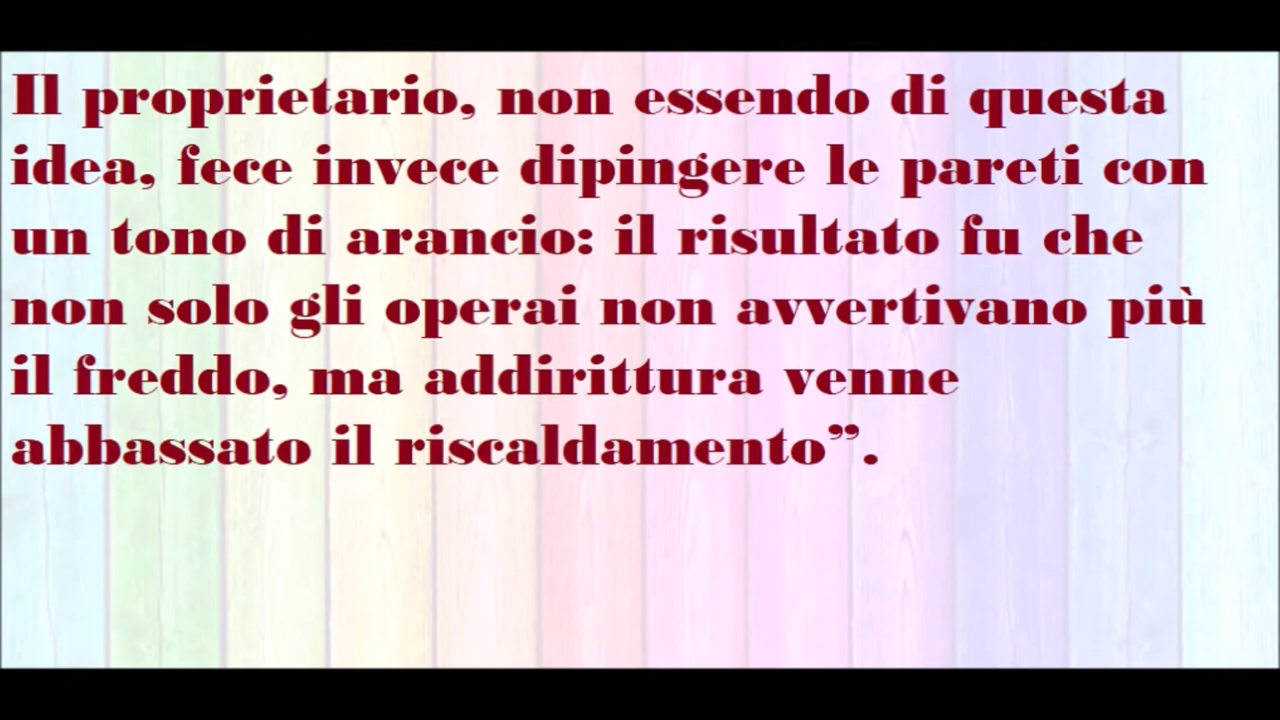 Il proprietario, non essendo di questa
idea, fece invece dipingere le pareti con
un tono di arancio: il risultato fu che
non solo gli operai non avvertivano più
il freddo, ma addirittura venne
abbassato il riscaldamento”.